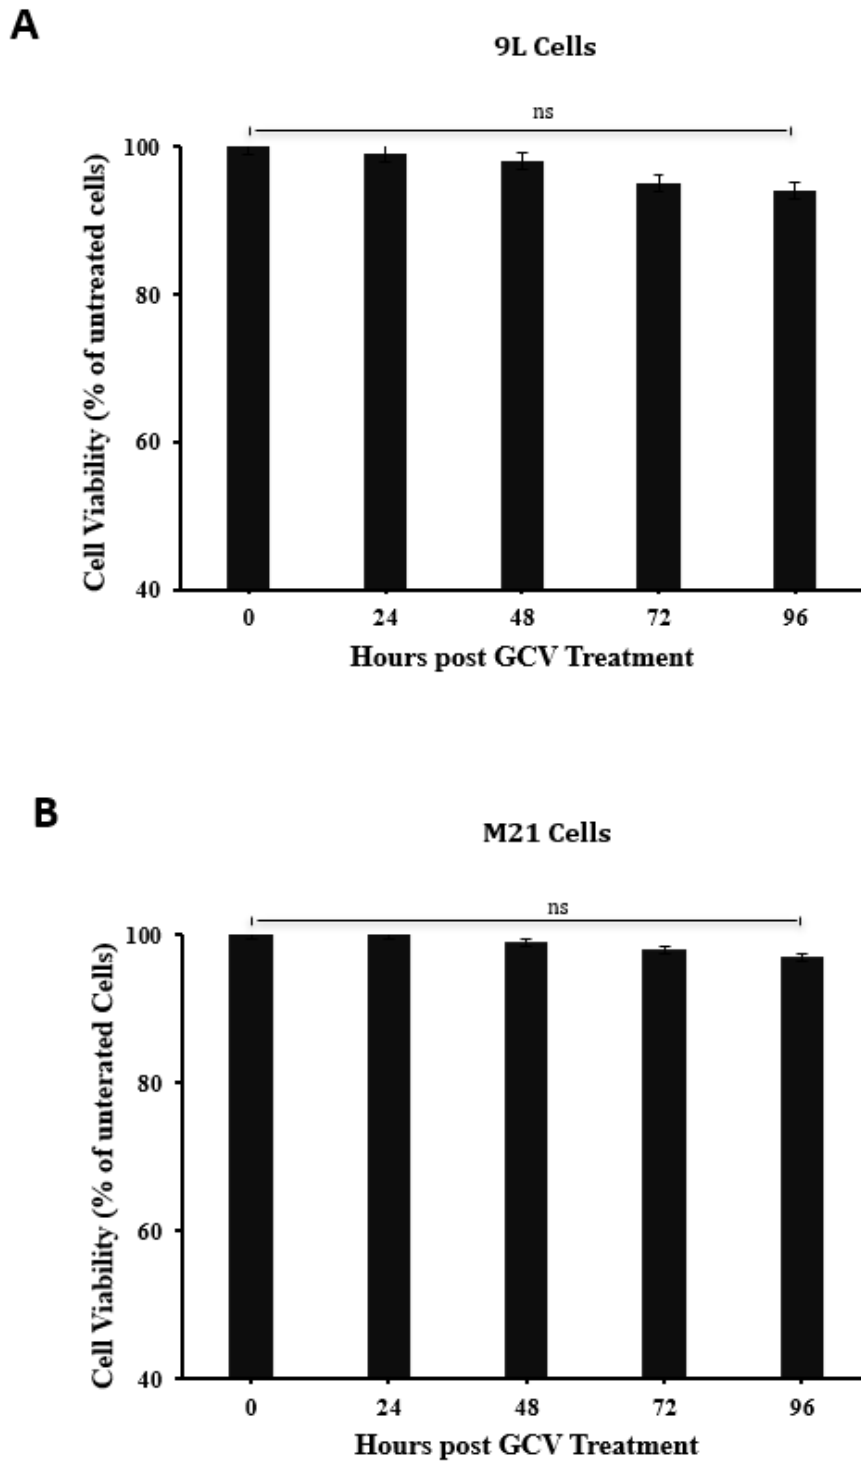 A
9L Cells
ns
100
80
60
40
Cell Viability (% of untreated cells)
0 24 48 72 96
Hours post GCV Treatment
B
M21 Cells
ns
100
80
60
40
Cell Viability (% of unterated Cells)
0 24 48 72 96
Hours post GCV Treatment